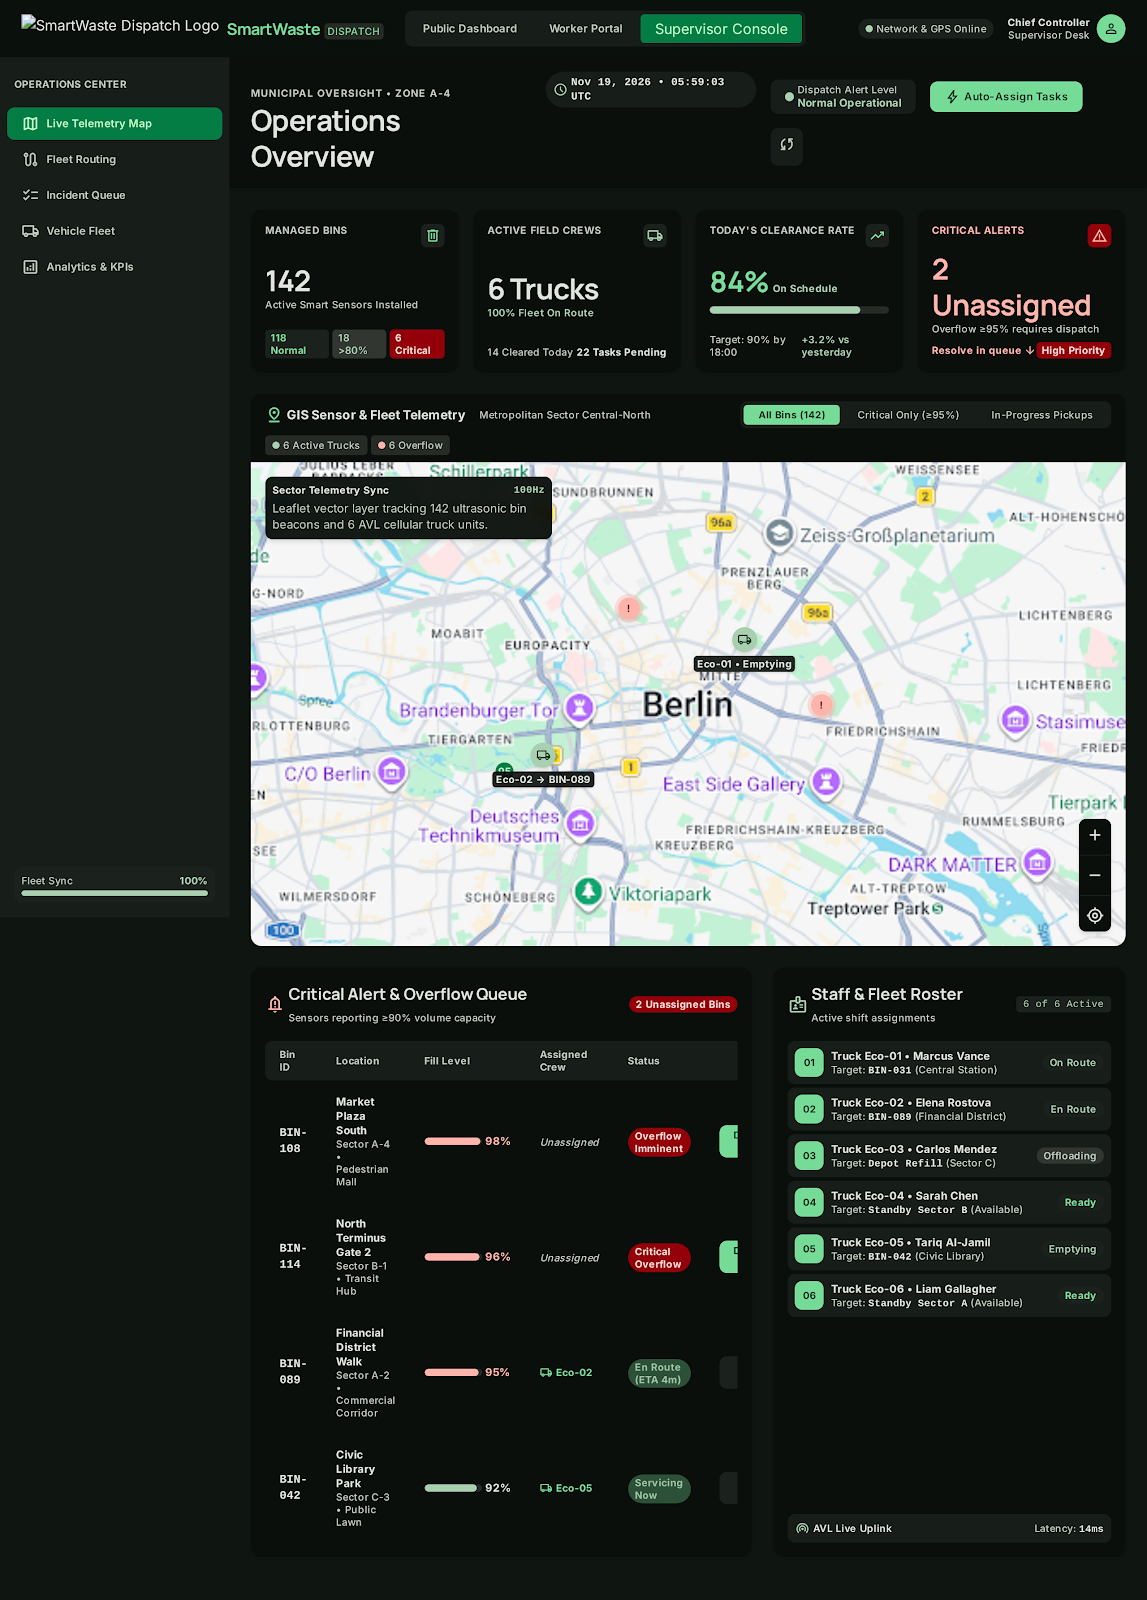 SmartWaste Dispatch Logo
SmartWaste DISPATCH
Public Dashboard
Worker Portal
Supervisor Console
Network & GPS Online
Chief Controller
Supervisor Desk
OPERATIONS CENTER
Live Telemetry Map
Fleet Routing
Incident Queue
Vehicle Fleet
Analytics & KPIs
Fleet Sync 100%
MUNICIPAL OVERSIGHT • ZONE A-4
Operations
Overview
Nov 19, 2026 • 05:59:03
UTC
Dispatch Alert Level
Normal Operational
Auto-Assign Tasks
MANAGED BINS
142
Active Smart Sensors Installed
118
Normal
18
>80%
6
Critical
ACTIVE FIELD CREWS
6 Trucks
100% Fleet On Route
14 Cleared Today 22 Tasks Pending
TODAY'S CLEARANCE RATE
84% On Schedule
Target: 90% by
18:00
+3.2% vs
yesterday
CRITICAL ALERTS
2
Unassigned
Overflow ≥95% requires dispatch
Resolve in queue ↓ High Priority
GIS Sensor & Fleet Telemetry
Metropolitan Sector Central-North
All Bins (142)
Critical Only (≥95%)
In-Progress Pickups
6 Active Trucks
6 Overflow
Sector Telemetry Sync 100Hz
Leaflet vector layer tracking 142 ultrasonic bin
beacons and 6 AVL cellular truck units.
JULIUS LEBER
Schillerpark
WEISSENSEE
SUNDBRUNNEN
2
96a
ALT-HOHENSCHÖ
Zeiss-Großplanetarium
de
PRENZLAUER
BERG
G-NORD
!
96a
LICHTENBERG
MOABIT
EUROPACITY
Eco-01 • Emptying
MITTE
LICHTENBERG
Spree
Berlin
!
Brandenburger Tor
RLOTTENBURG
Stasimuse
TIERGARTEN
FRIEDRICHSHAIN
FRIEDR
C/O Berlin
Eco-02 → BIN-089
1
East Side Gallery
EN
Tierpark
Deutsches
Technikmuseum
RUMMELSBURG
FRIEDRICHSHAIN-KREUZBERG
KREUZBERG
SEE
DARK MATTER
WILMERSDORF
SCHÖNEBERG
Viktoriapark
ALT-TREPTOW
Treptower Park
100
+
−
Critical Alert & Overflow Queue
Sensors reporting ≥90% volume capacity
2 Unassigned Bins
Bin
ID
Location
Fill Level
Assigned
Crew
Status
BIN-
108
Market
Plaza
South
Sector A-4
•
Pedestrian
Mall
98%
Unassigned
Overflow
Imminent
BIN-
114
North
Terminus
Gate 2
Sector B-1
• Transit
Hub
96%
Unassigned
Critical
Overflow
BIN-
089
Financial
District
Walk
Sector A-2
•
Commercial
Corridor
95%
Eco-02
En Route
(ETA 4m)
BIN-
042
Civic
Library
Park
Sector C-3
• Public
Lawn
92%
Eco-05
Servicing
Now
Staff & Fleet Roster
Active shift assignments
6 of 6 Active
01
Truck Eco-01 • Marcus Vance
Target: BIN-031 (Central Station)
On Route
02
Truck Eco-02 • Elena Rostova
Target: BIN-089 (Financial District)
En Route
03
Truck Eco-03 • Carlos Mendez
Target: Depot Refill (Sector C)
Offloading
04
Truck Eco-04 • Sarah Chen
Target: Standby Sector B (Available)
Ready
05
Truck Eco-05 • Tariq Al-Jamil
Target: BIN-042 (Civic Library)
Emptying
06
Truck Eco-06 • Liam Gallagher
Target: Standby Sector A (Available)
Ready
AVL Live Uplink
Latency: 14ms